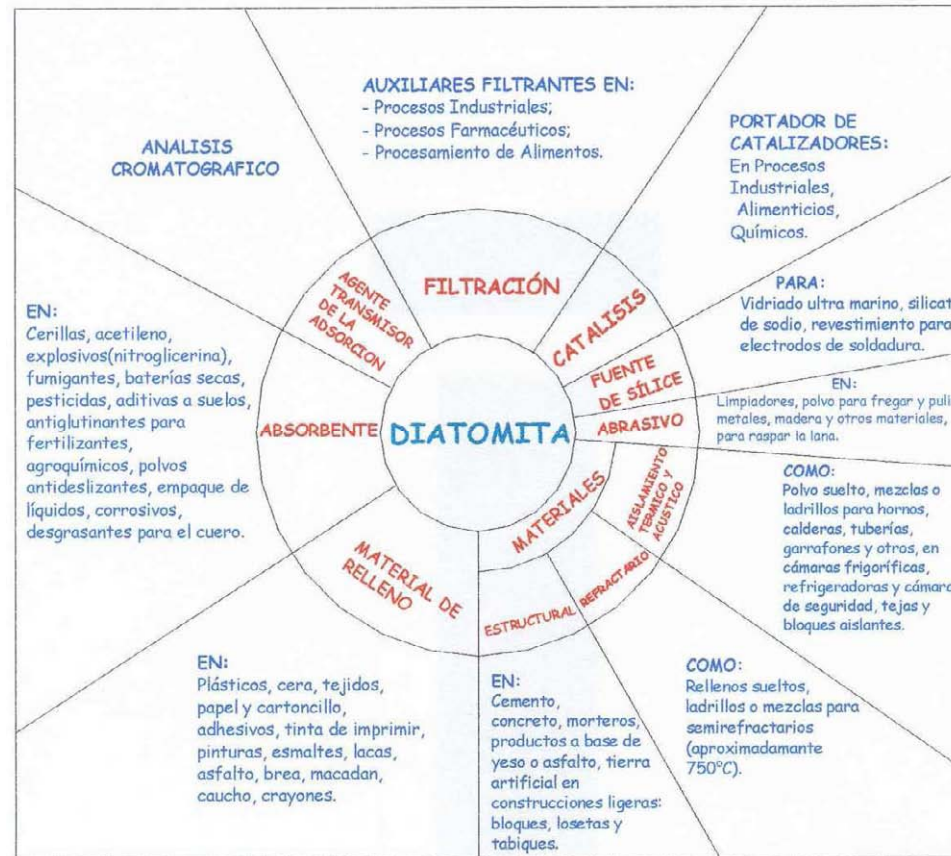 AUXILIARES FILTRANTES EN:
- Procesos Industriales;
- Procesos Farmacéuticos;
- Procesamiento de Alimentos.
ANALISIS
CROMATOGRAFICO
PORTADOR DE
CATALIZADORES:
En Procesos
Industriales,
Alimenticios,
Químicos.
AGENTE
TRANSMISOR
DE LA
ADSORCION
FILTRACIÓN
CATALISIS
PARA:
Vidriado ultra marino, silicat
de sodio, revestimiento para
electrodos de soldadura.
FUENTE
DE SÍLICE
EN:
Limpiadores, polvo para fregar y puli
metales, madera y otros materiales,
para raspar la lana.
ABRASIVO
EN:
Cerillas, acetileno,
explosivos(nitroglicerina),
fumigantes, baterías secas,
pesticidas, aditivas a suelos,
antiglutinantes para
fertilizantes,
agroquímicos, polvos
antideslizantes, empaque de
líquidos, corrosivos,
desgrasantes para el cuero.
ABSORBENTE
DIATOMITA
MATERIALES
AISLAMIENTO
TERMICO Y
ACUSTICO
COMO:
Polvo suelto, mezclas o
ladrillos para hornos,
calderas, tuberías,
garrafones y otros, en
cámaras frigoríficas,
refrigeradoras y cámara
de seguridad, tejas y
bloques aislantes.
MATERIAL DE
RELLENO
ESTRUCTURAL
REFRACTARIO
EN:
Plásticos, cera, tejidos,
papel y cartoncillo,
adhesivos, tinta de imprimir,
pinturas, esmaltes, lacas,
asfalto, brea, macadan,
caucho, crayones.
EN:
Cemento,
concreto, morteros,
productos a base de
yeso o asfalto, tierra
artificial en
construcciones ligeras:
bloques, losetas y
tabiques.
COMO:
Rellenos sueltos,
ladrillos o mezclas para
semirefractarios
(aproximadamante
750°C).